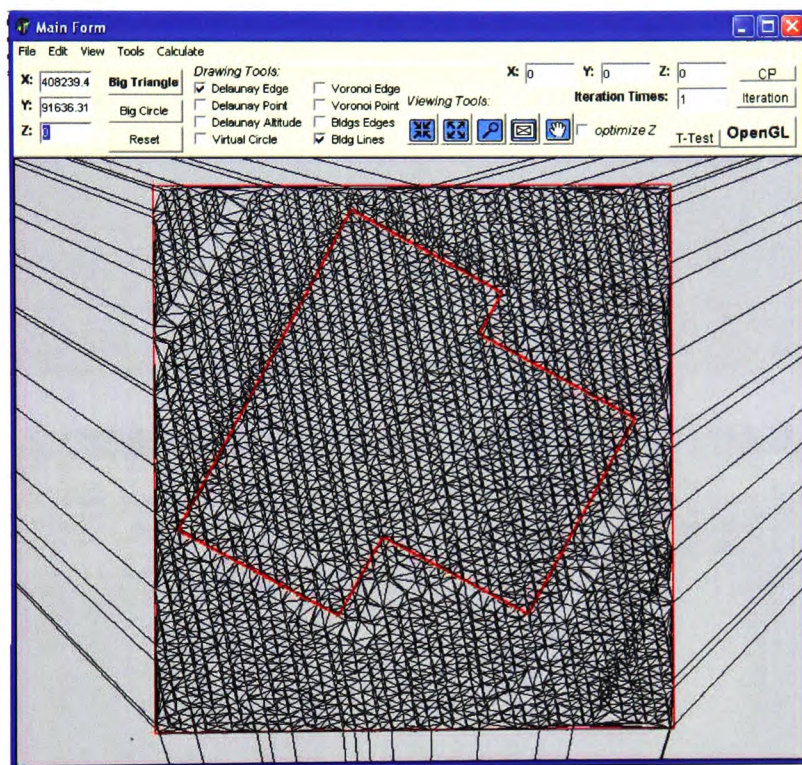 Main Form
File Edit View Tools Calculate
X: 408239.4 Big Triangle
Y: 91636.31 Big Circle
Z: 0 Reset
Drawing Tools:
Delaunay Edge Voronoi Edge
Delaunay Point Voronoi Point
Delaunay Altitude Bldgs Edges
Virtual Circle Bldg Lines
Viewing Tools:
X: 0 Y: 0 Z: 0 CP
Iteration Times: 1 Iteration
optimize Z T-Test OpenGL